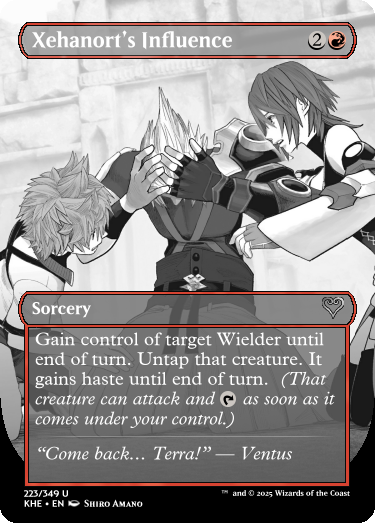 Xehanort's Influence 2
Sorcery
Gain control of target Wielder until
end of turn. Untap that creature. It
gains haste until end of turn. (That
creature can attack and as soon as it
comes under your control.)
“Come back... Terra!” — Ventus
223/349 U
KHE • EN Shiro Amano
™ and © 2025 Wizards of the Coast